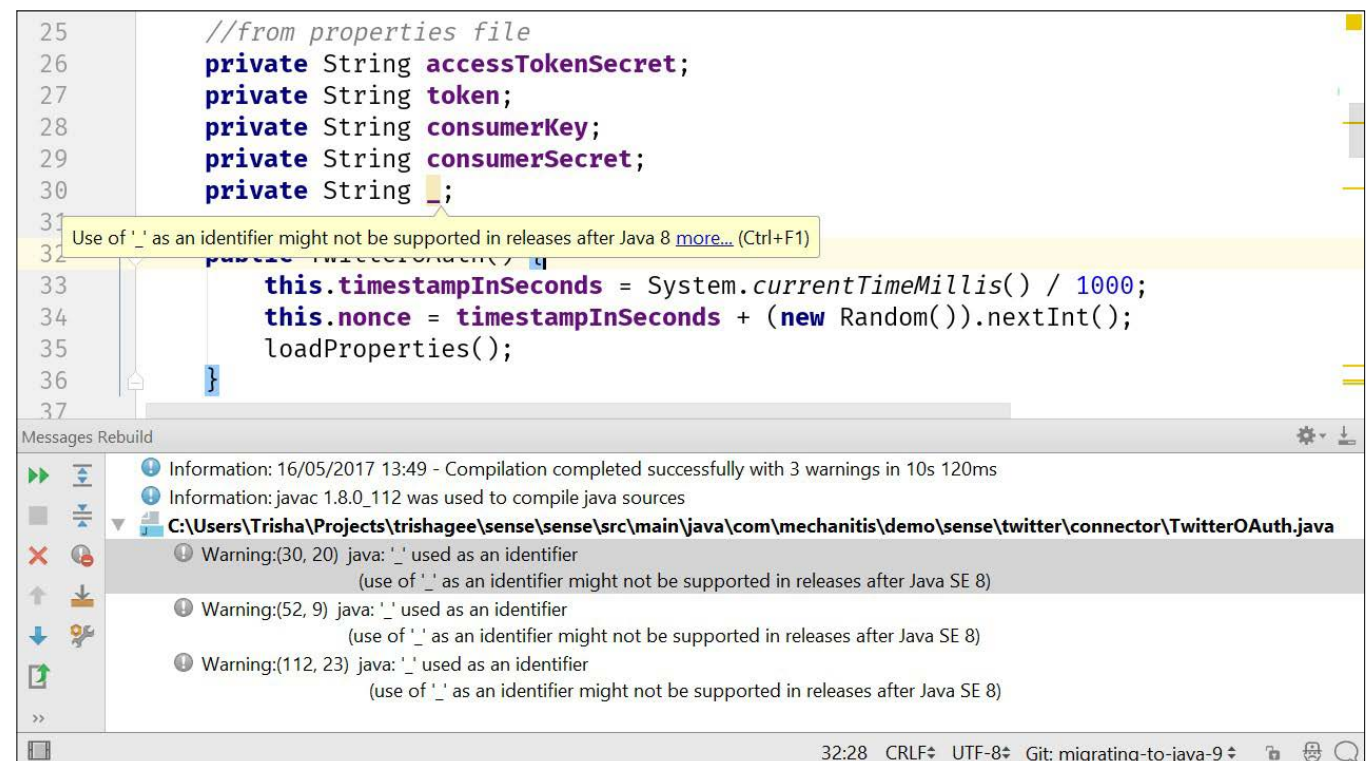 25 //from properties file
26 private String accessTokenSecret;
27 private String token;
28 private String consumerKey;
29 private String consumerSecret;
30 private String _;
31
Use of '_' as an identifier might not be supported in releases after Java 8 more... (Ctrl+F1)
32 public TwitterOAuth() {
33 this.timestampInSeconds = System.currentTimeMillis() / 1000;
34 this.nonce = timestampInSeconds + (new Random()).nextInt();
35 loadProperties();
36 }
37
Messages Rebuild
Information: 16/05/2017 13:49 - Compilation completed successfully with 3 warnings in 10s 120ms
Information: javac 1.8.0_112 was used to compile java sources
C:\Users\Trisha\Projects\trishagee\sense\sense\src\main\java\com\mechanitis\demo\sense\twitter\connector\TwitterOAuth.java
Warning:(30, 20) java: '_' used as an identifier
(use of '_' as an identifier might not be supported in releases after Java SE 8)
Warning:(52, 9) java: '_' used as an identifier
(use of '_' as an identifier might not be supported in releases after Java SE 8)
Warning:(112, 23) java: '_' used as an identifier
(use of '_' as an identifier might not be supported in releases after Java SE 8)
32:28 CRLF UTF-8 Git: migrating-to-java-9